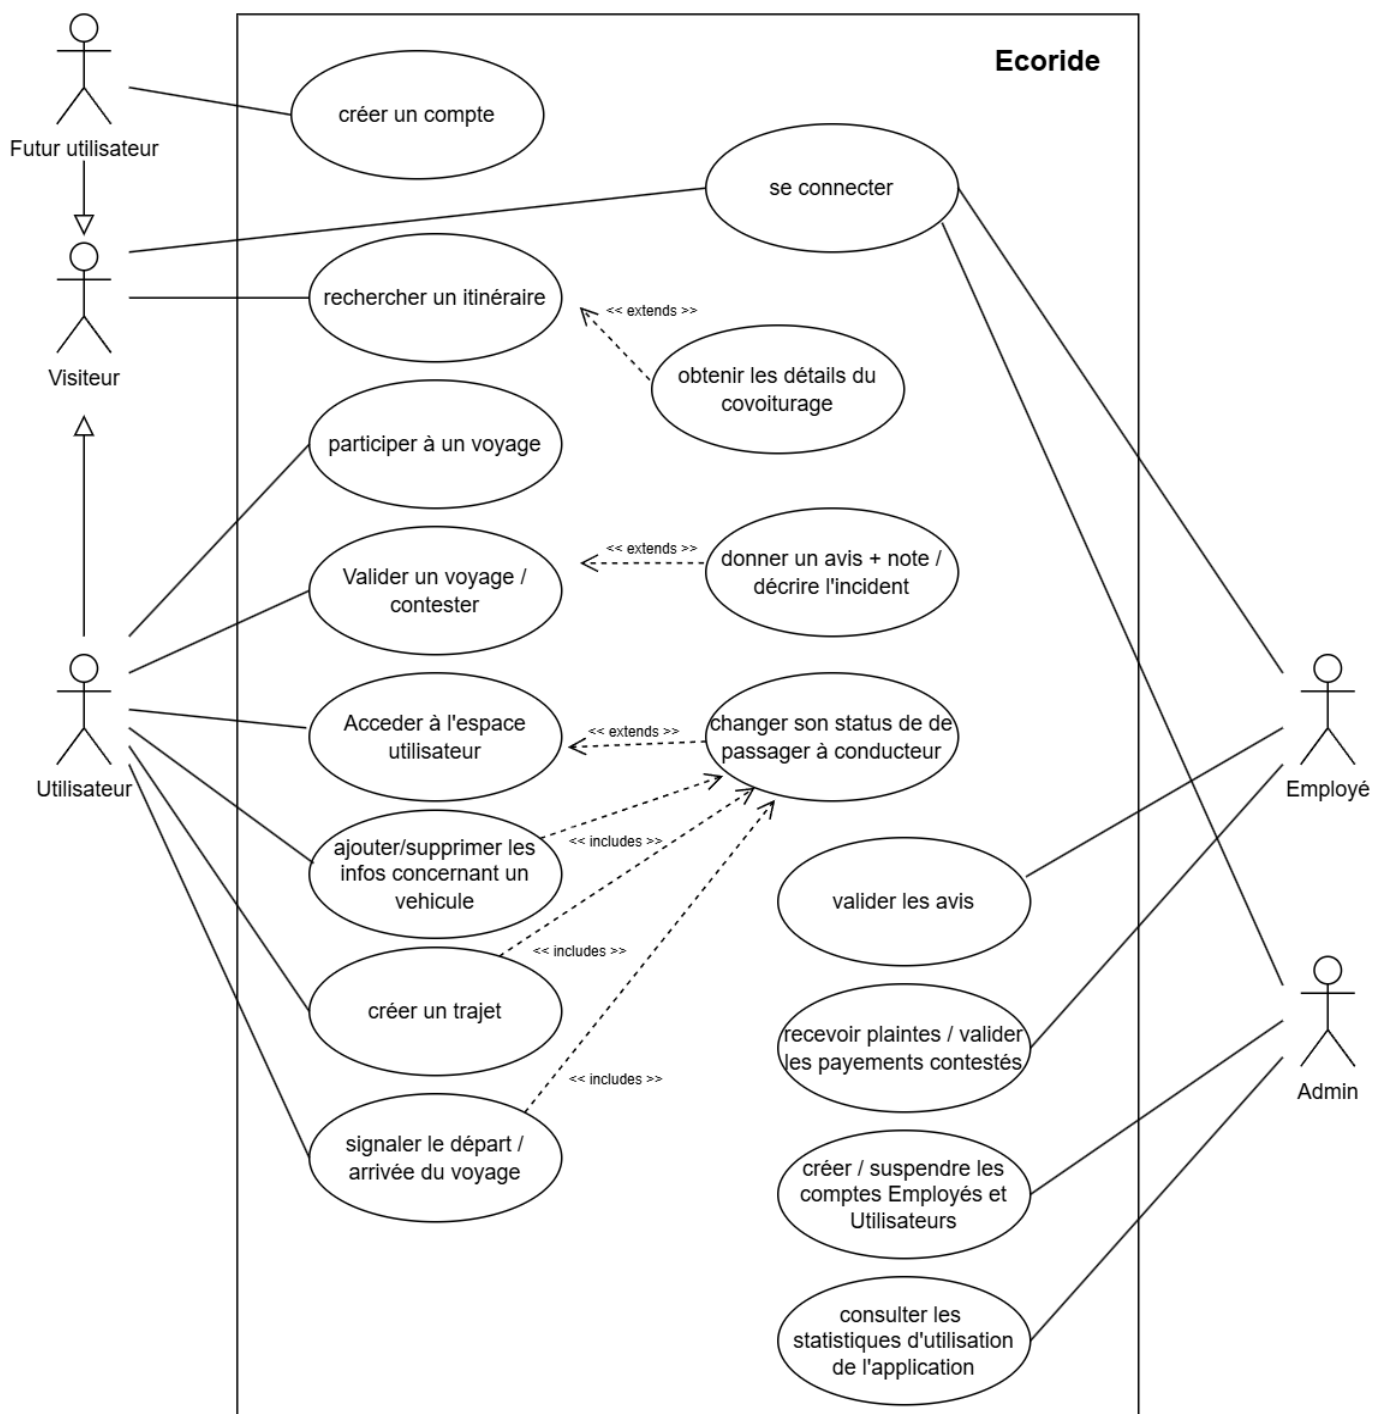 Ecoride
créer un compte
Futur utilisateur
se connecter
rechercher un itinéraire
<< extends >>
Visiteur
obtenir les détails du
covoiturage
participer à un voyage
Valider un voyage /
contester
<< extends >>
donner un avis + note /
décrire l'incident
Utilisateur
Acceder à l'espace
utilisateur
<< extends >>
changer son status de de
passager à conducteur
Employé
ajouter/supprimer les
infos concernant un
vehicule
<< includes >>
valider les avis
créer un trajet
<< includes >>
recevoir plaintes / valider
les payements contestés
<< includes >>
Admin
signaler le départ /
arrivée du voyage
créer / suspendre les
comptes Employés et
Utilisateurs
consulter les
statistiques d'utilisation
de l'application